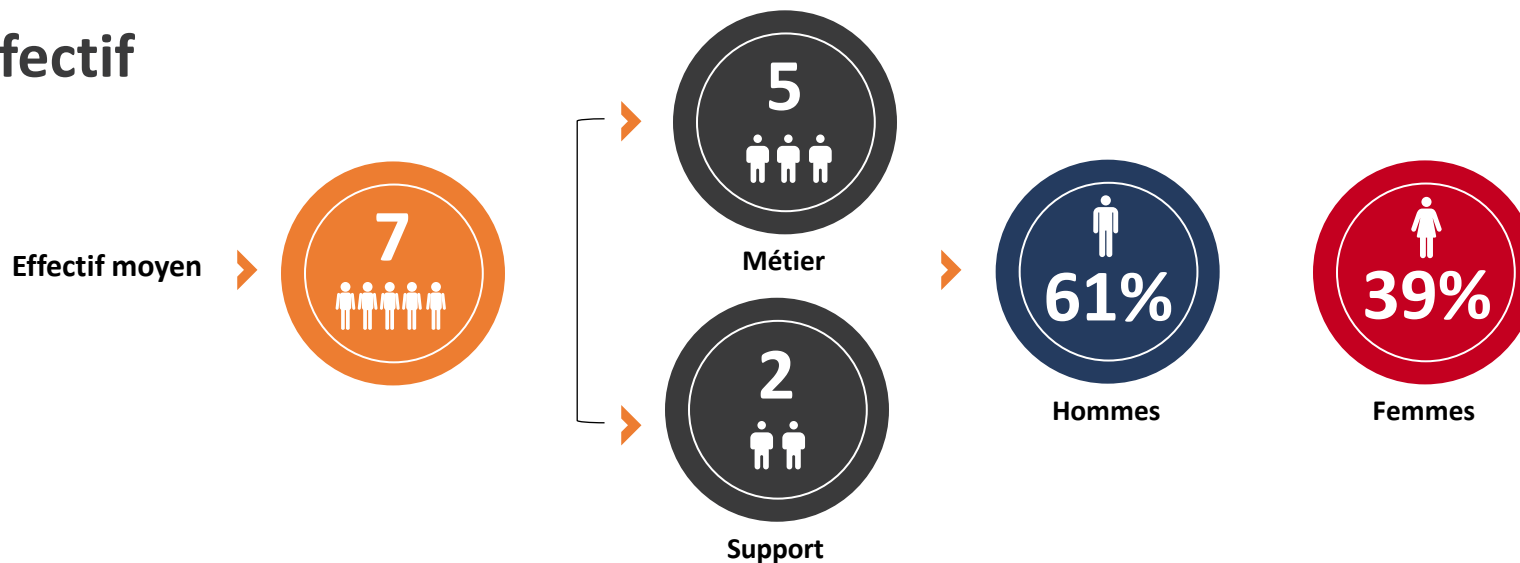 fectif
Effectif moyen
7
5
Métier
2
Support
61%
Hommes
39%
Femmes